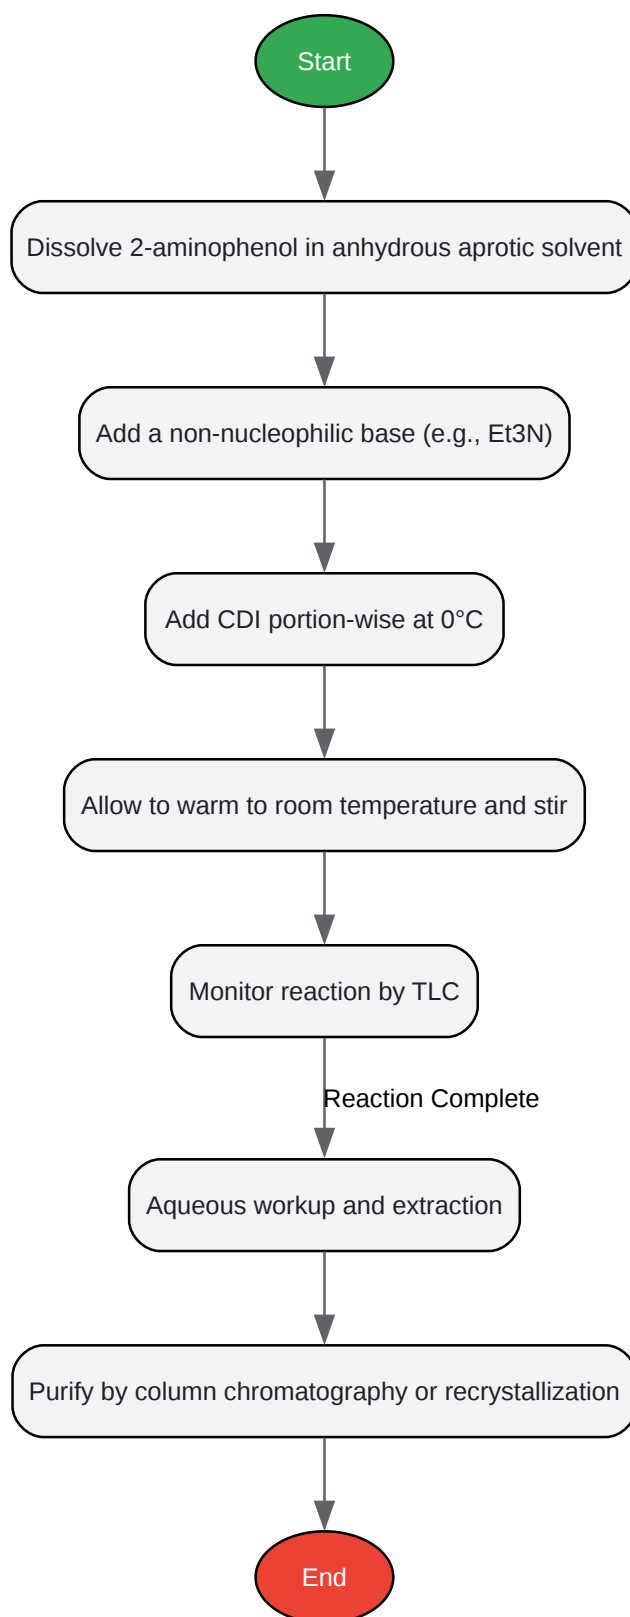 Start
Dissolve 2-aminophenol in anhydrous aprotic solvent
Add a non-nucleophilic base (e.g., Et3N)
Add CDI portion-wise at 0°C
Allow to warm to room temperature and stir
Monitor reaction by TLC
Reaction Complete
Aqueous workup and extraction
Purify by column chromatography or recrystallization
End